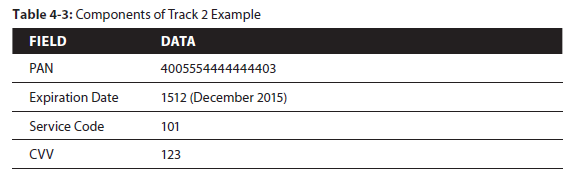 Table 4-3: Components of Track 2 Example
FIELD DATA
PAN 4005554444444403
Expiration Date 1512 (December 2015)
Service Code 101
CVV 123